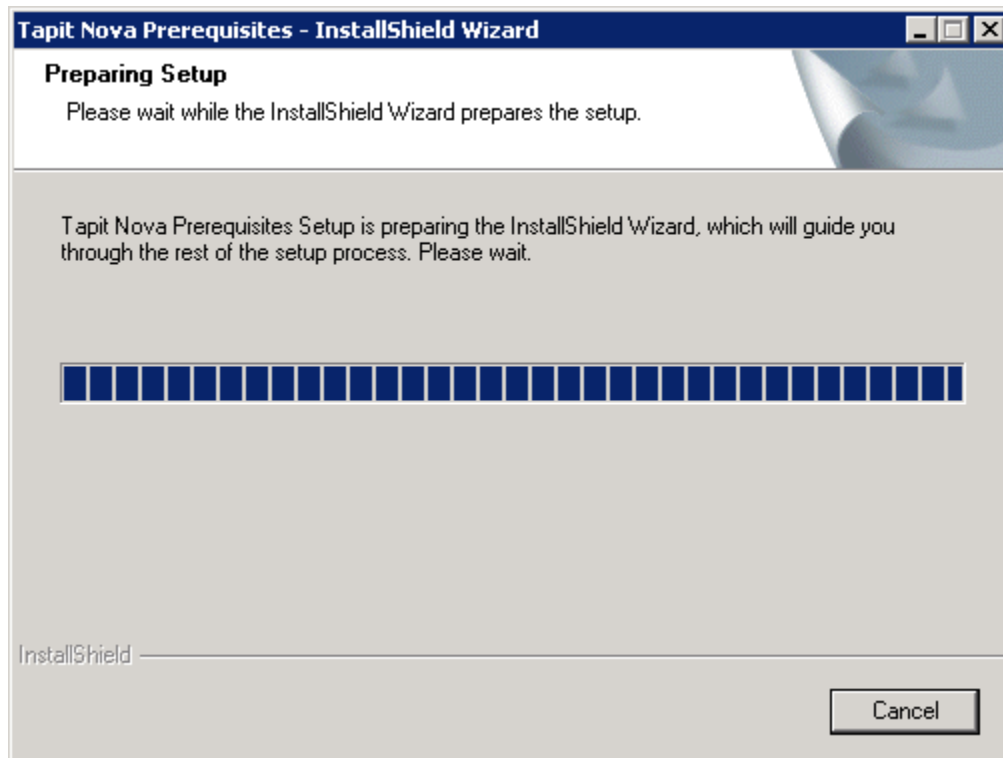 Tapit Nova Prerequisites - InstallShield Wizard
Preparing Setup
Please wait while the InstallShield Wizard prepares the setup.
Tapit Nova Prerequisites Setup is preparing the InstallShield Wizard, which will guide you
through the rest of the setup process. Please wait.
InstallShield
Cancel